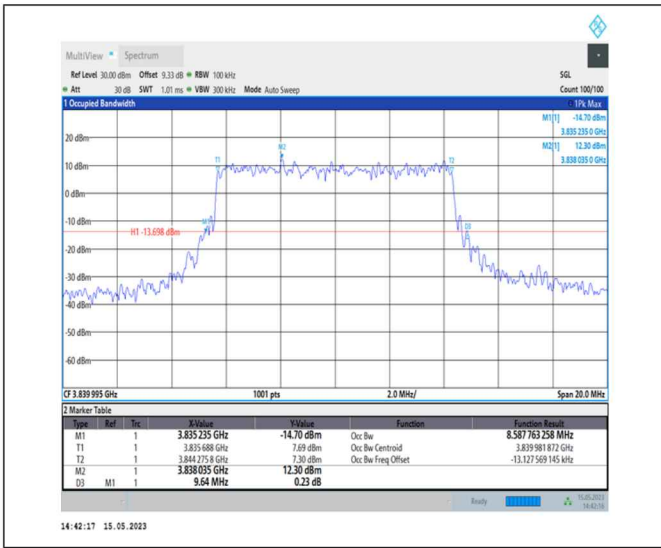 MultiView Spectrum
Ref Level 30.00 dBm Offset 9.33 dB RBW 100 kHz SGL
Att 30 dB SWT 1.01 ms VBW 300 kHz Mode Auto Sweep Count 100/100
1 Occupied Bandwidth 1Pk Max
M1[1] -14.70 dBm
3.835 235 0 GHz
M2[1] 12.30 dBm
3.838 035 0 GHz
20 dBm
M2
T1
T2
10 dBm
0 dBm
-10 dBm
M1
D3
H1 -13.698 dBm
-20 dBm
-30 dBm
-40 dBm
-50 dBm
-60 dBm
CF 3.839 995 GHz 1001 pts 2.0 MHz/ Span 20.0 MHz
2 Marker Table
Type Ref Trc X-Value Y-Value Function Function Result
M1 1 3.835 235 GHz -14.70 dBm Occ Bw 8.587 763 258 MHz
T1 1 3.835 688 GHz 7.69 dBm Occ Bw Centroid 3.839 981 872 GHz
T2 1 3.844 275 8 GHz 7.30 dBm Occ Bw Freq Offset -13.127 569 145 kHz
M2 1 3.838 035 GHz 12.30 dBm
D3 M1 1 9.64 MHz 0.23 dB
Ready 15.05.2023
14:42:16
14:42:17 15.05.2023